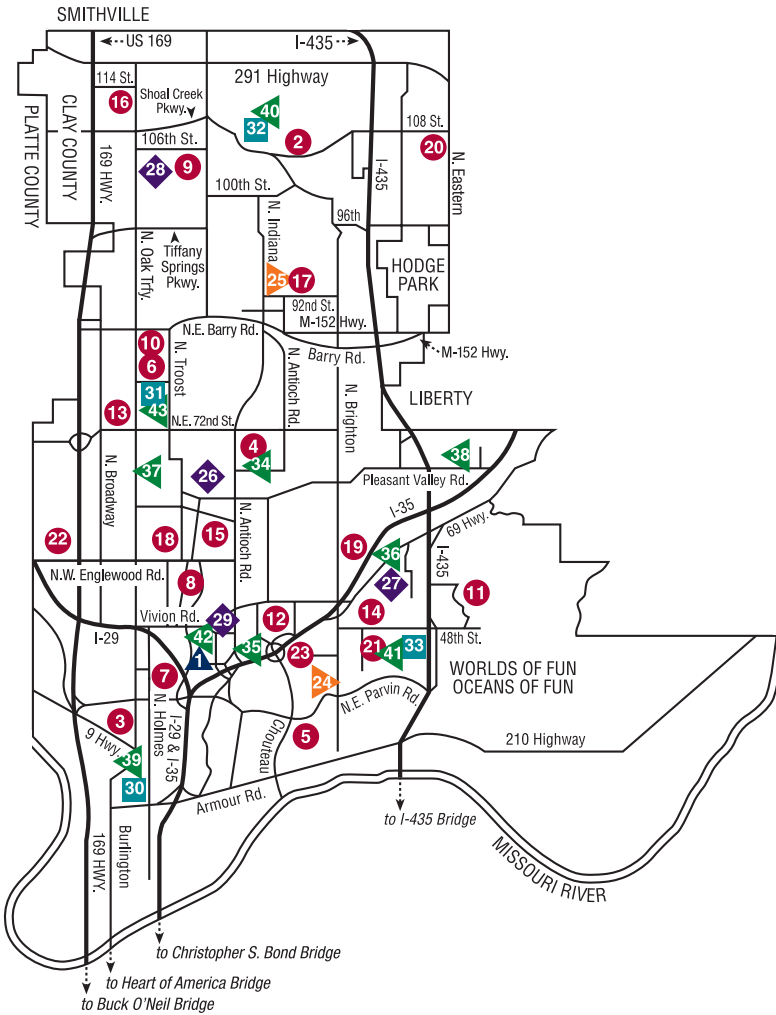 SMITHVILLE
US 169
I-435
114 St.
291 Highway
16
Shoal Creek
Pkwy.
40
32
108 St.
CLAY COUNTY
PLATTE COUNTY
106th St.
2
20
169 HWY.
28
9
I-435
N. Eastern
100th St.
N. Indiana
96th
N. Oak Trfy.
Tiffany
Springs
Pkwy.
HODGE
PARK
25
17
92nd St.
M-152 Hwy.
N.E. Barry Rd.
10
N. Troost
Barry Rd.
M-152 Hwy.
6
N. Antioch Rd.
N. Brighton
31
LIBERTY
13
43
N.E. 72nd St.
4
38
N. Broadway
37
34
26
Pleasant Valley Rd.
I-35
N. Antioch Rd.
69 Hwy.
22
18
15
19
36
I-435
N.W. Englewood Rd.
8
27
11
Vivion Rd.
29
12
14
I-29
42
48th St.
35
23
21
41
33
1
WORLDS OF FUN
OCEANS OF FUN
7
24
N.E. Parvin Rd.
3
N. Holmes
I-29 & I-35
Chouteau
5
9 Hwy.
210 Highway
39
30
Armour Rd.
to I-435 Bridge
169 HWY.
Burlington
MISSOURI RIVER
to Christopher S. Bond Bridge
to Heart of America Bridge
to Buck O'Neil Bridge